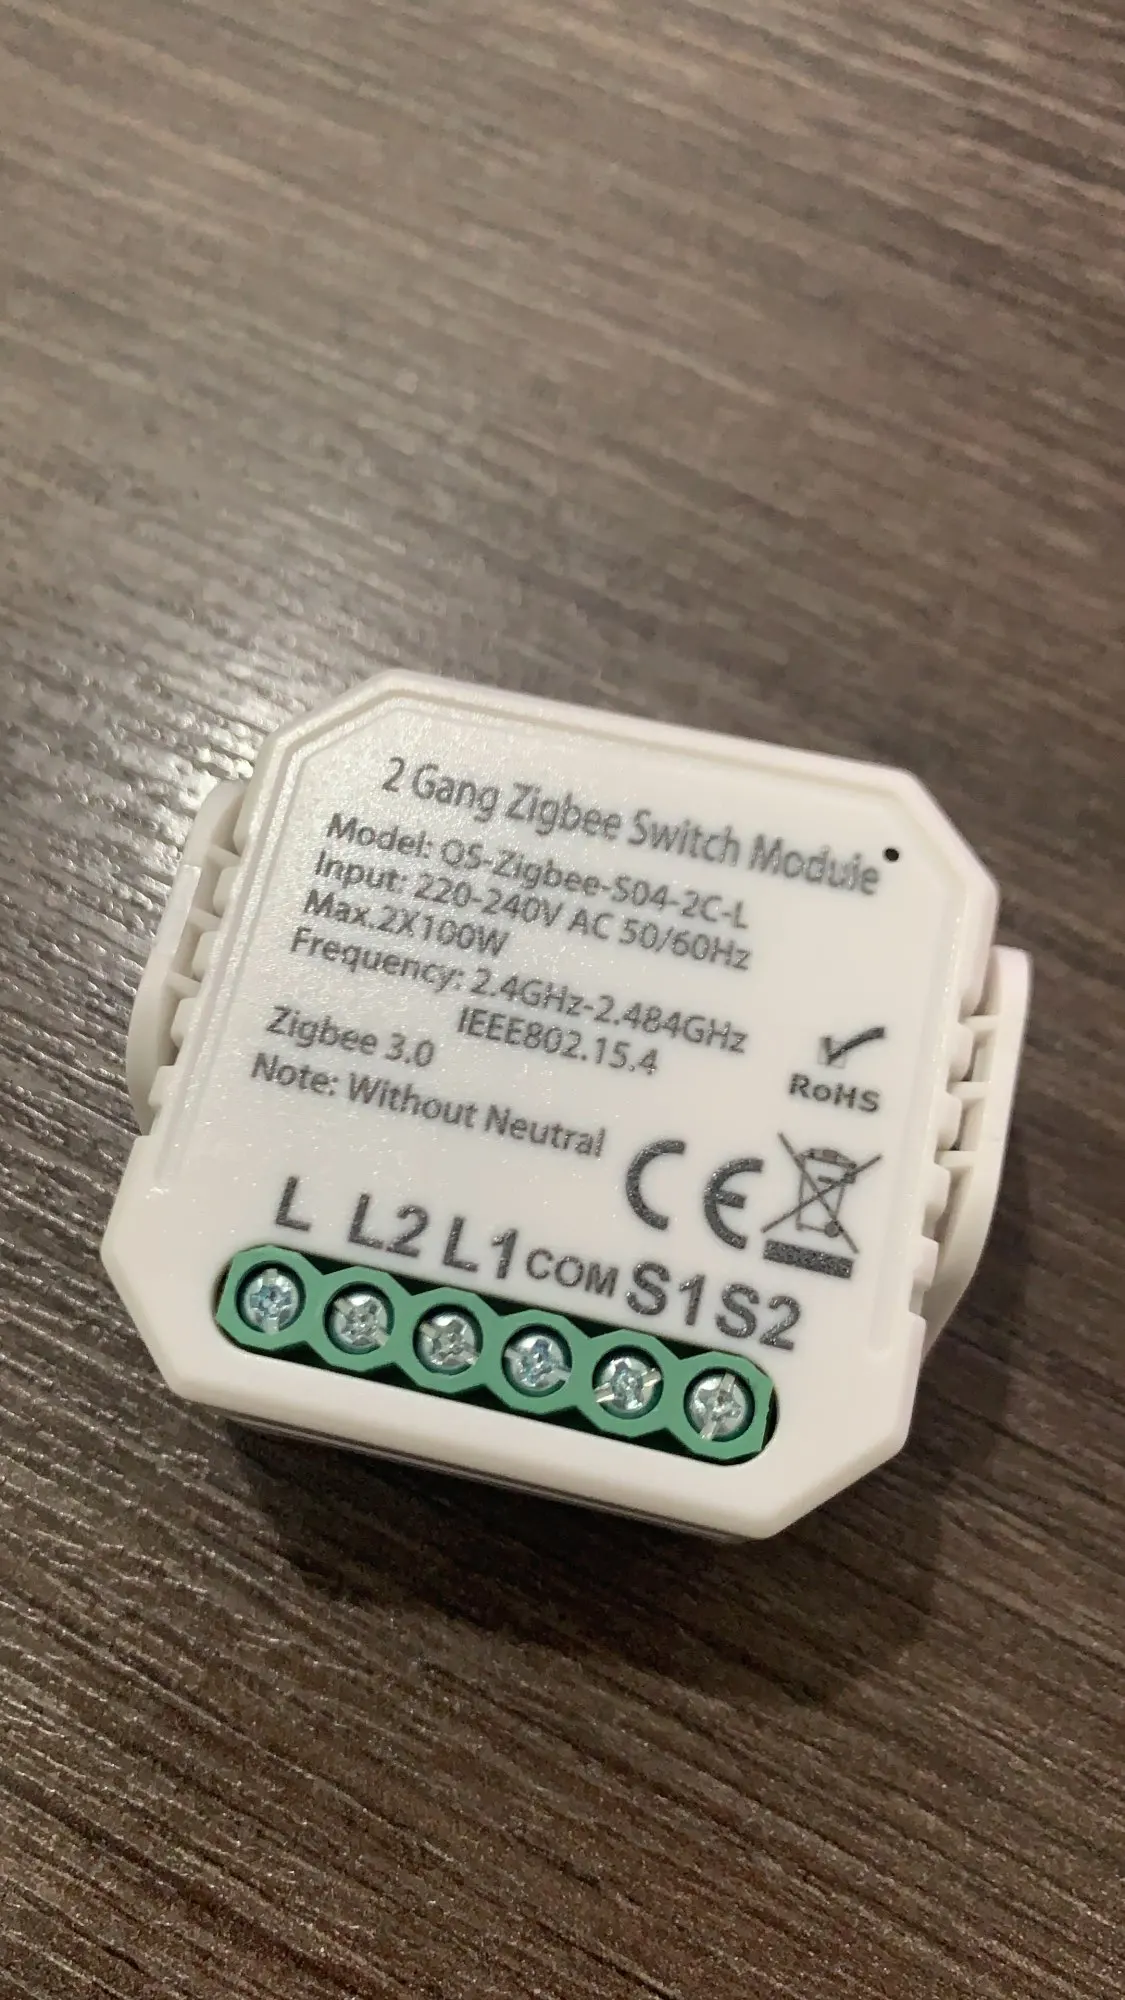 2 Gang Zigbee Switch Module
Model: QS-Zigbee-S04-2C-L
Input: 220-240V AC 50/60Hz
Max.2X100W
Frequency: 2.4GHz-2.484GHz
IEEE802.15.4
Zigbee 3.0
Note: Without Neutral
RoHS
CE
L L2 L1 COM S1 S2